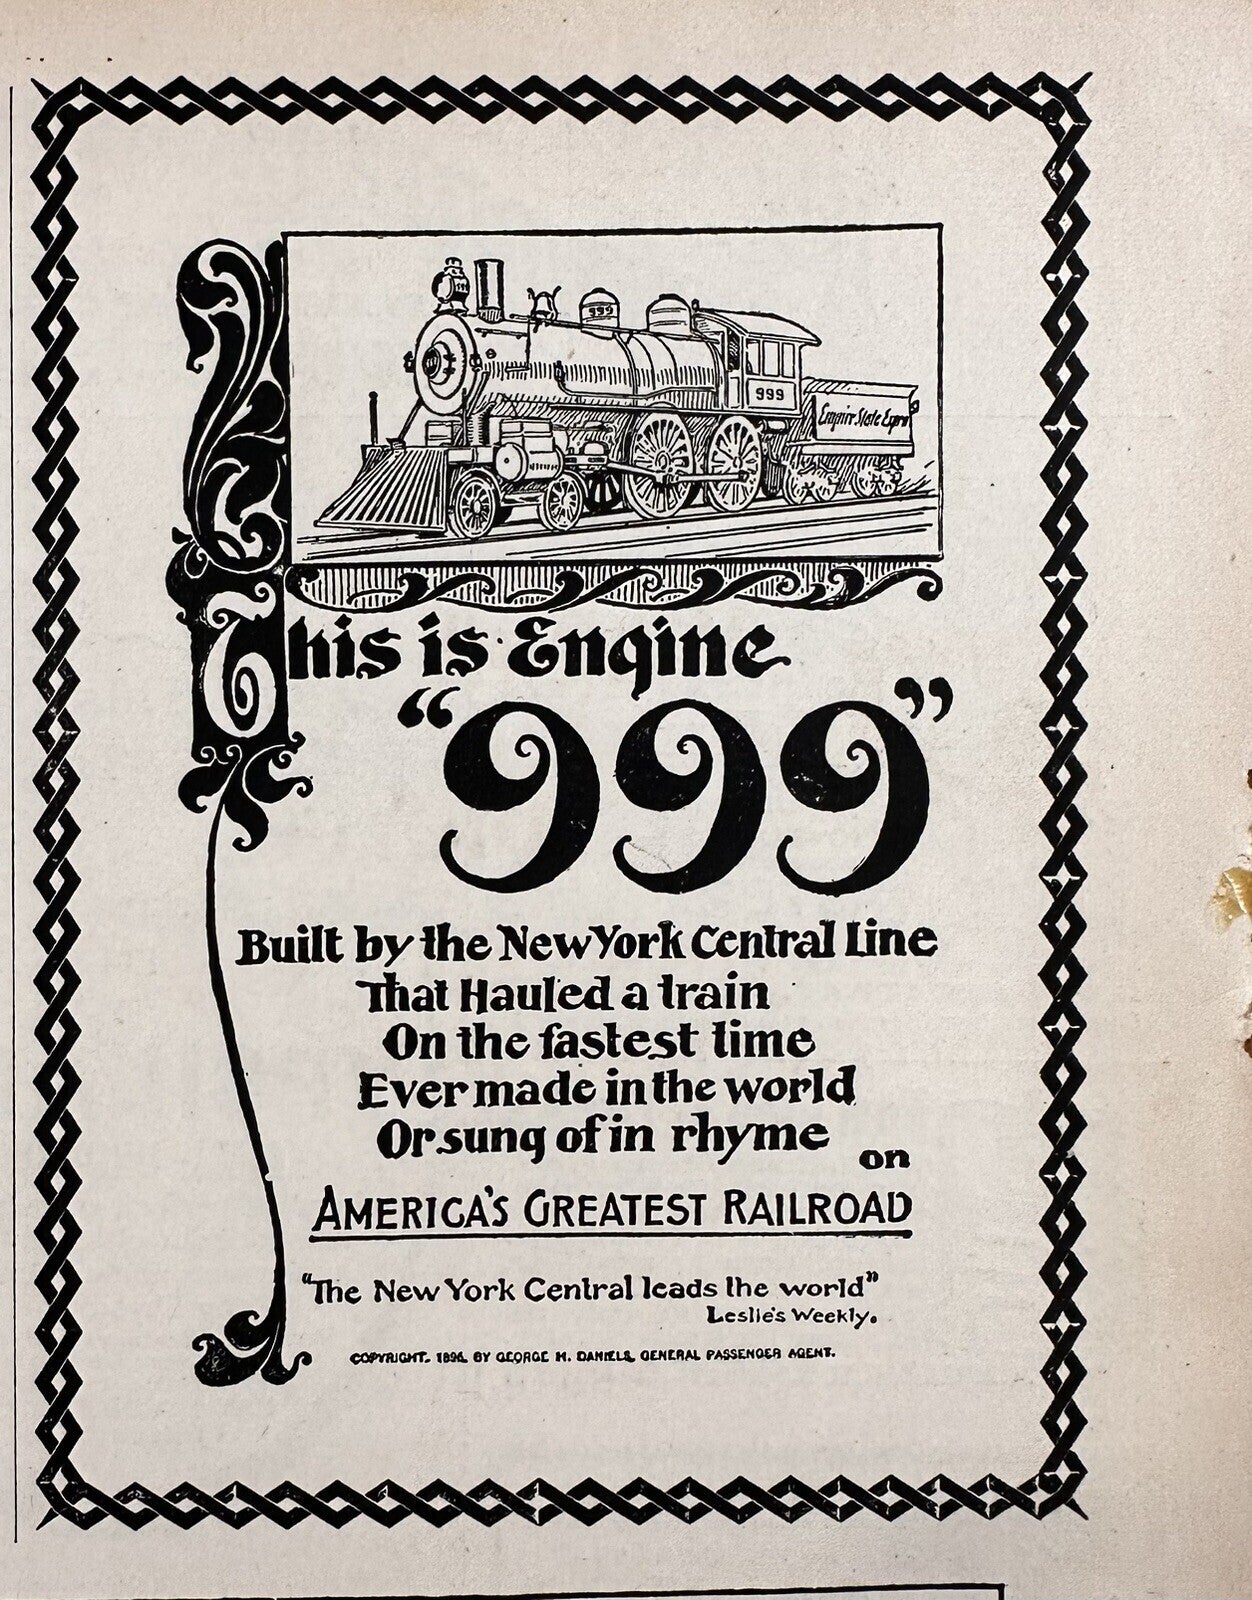 999
999
Empire State Expre
This is Engine
"999"
Built by the New York Central Line
That Hauled a train
On the fastest time
Ever made in the world
Or sung of in rhyme
on
AMERICA'S GREATEST RAILROAD
"The New York Central leads the world"
Leslie's Weekly.
COPYRIGHT. 1896. BY GEORGE H. DANIELS, GENERAL PASSENGER AGENT.